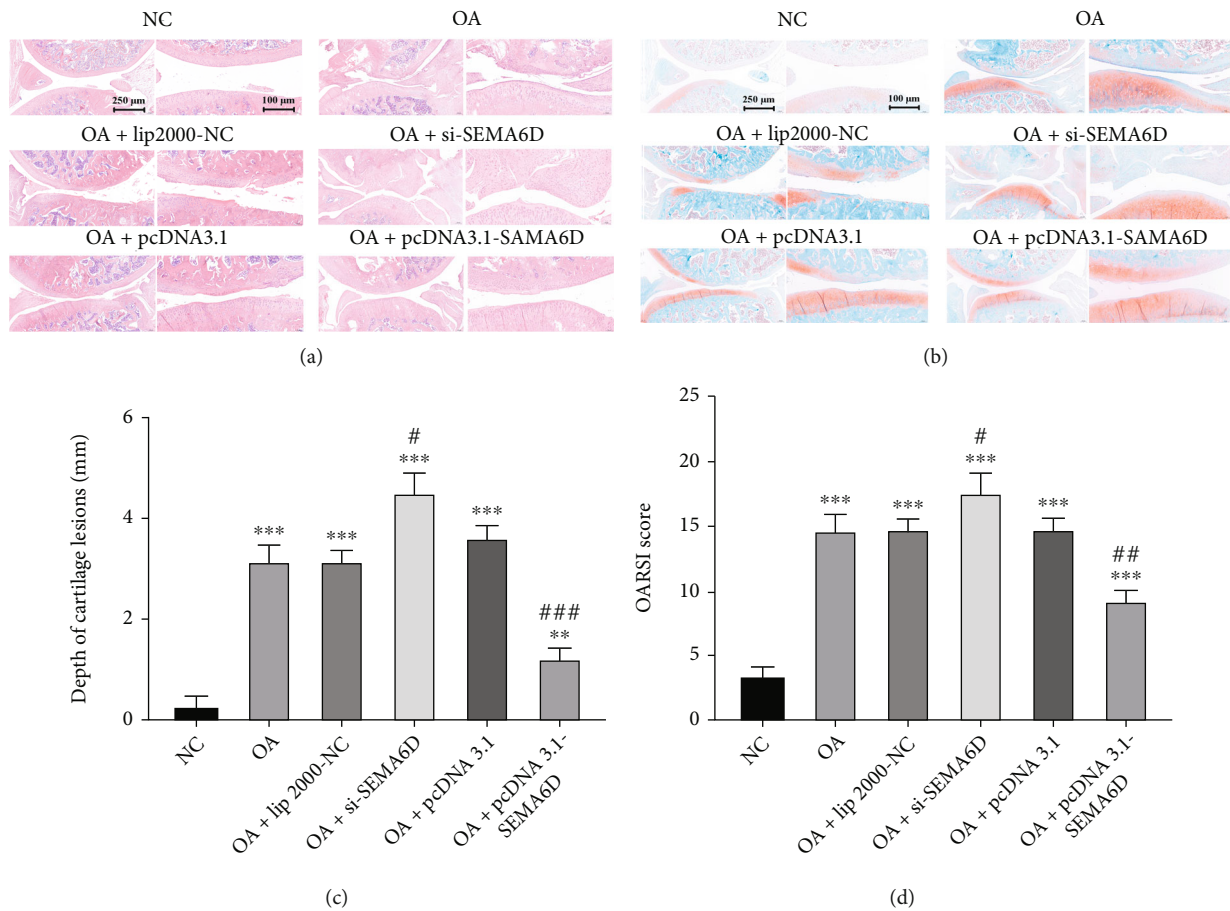 NC
OA
250 μm
100 μm
OA + lip2000-NC
OA + si-SEMA6D
OA + pcDNA3.1
OA + pcDNA3.1-SAMA6D
(a)
NC
OA
250 μm
100 μm
OA + lip2000-NC
OA + si-SEMA6D
OA + pcDNA3.1
OA + pcDNA3.1-SAMA6D
(b)
Depth of cartilage lesions (mm)
6
4
2
0
***
***
#
***
***
###
**
NC
OA
OA + lip 2000-NC
OA + si-SEMA6D
OA + pcDNA 3.1
OA + pcDNA 3.1-
SEMA6D
(c)
OARSI score
25
20
15
10
5
0
***
***
#
***
***
##
***
NC
OA
OA + lip 2000-NC
OA + si-SEMA6D
OA + pcDNA 3.1
OA + pcDNA 3.1-
SEMA6D
(d)